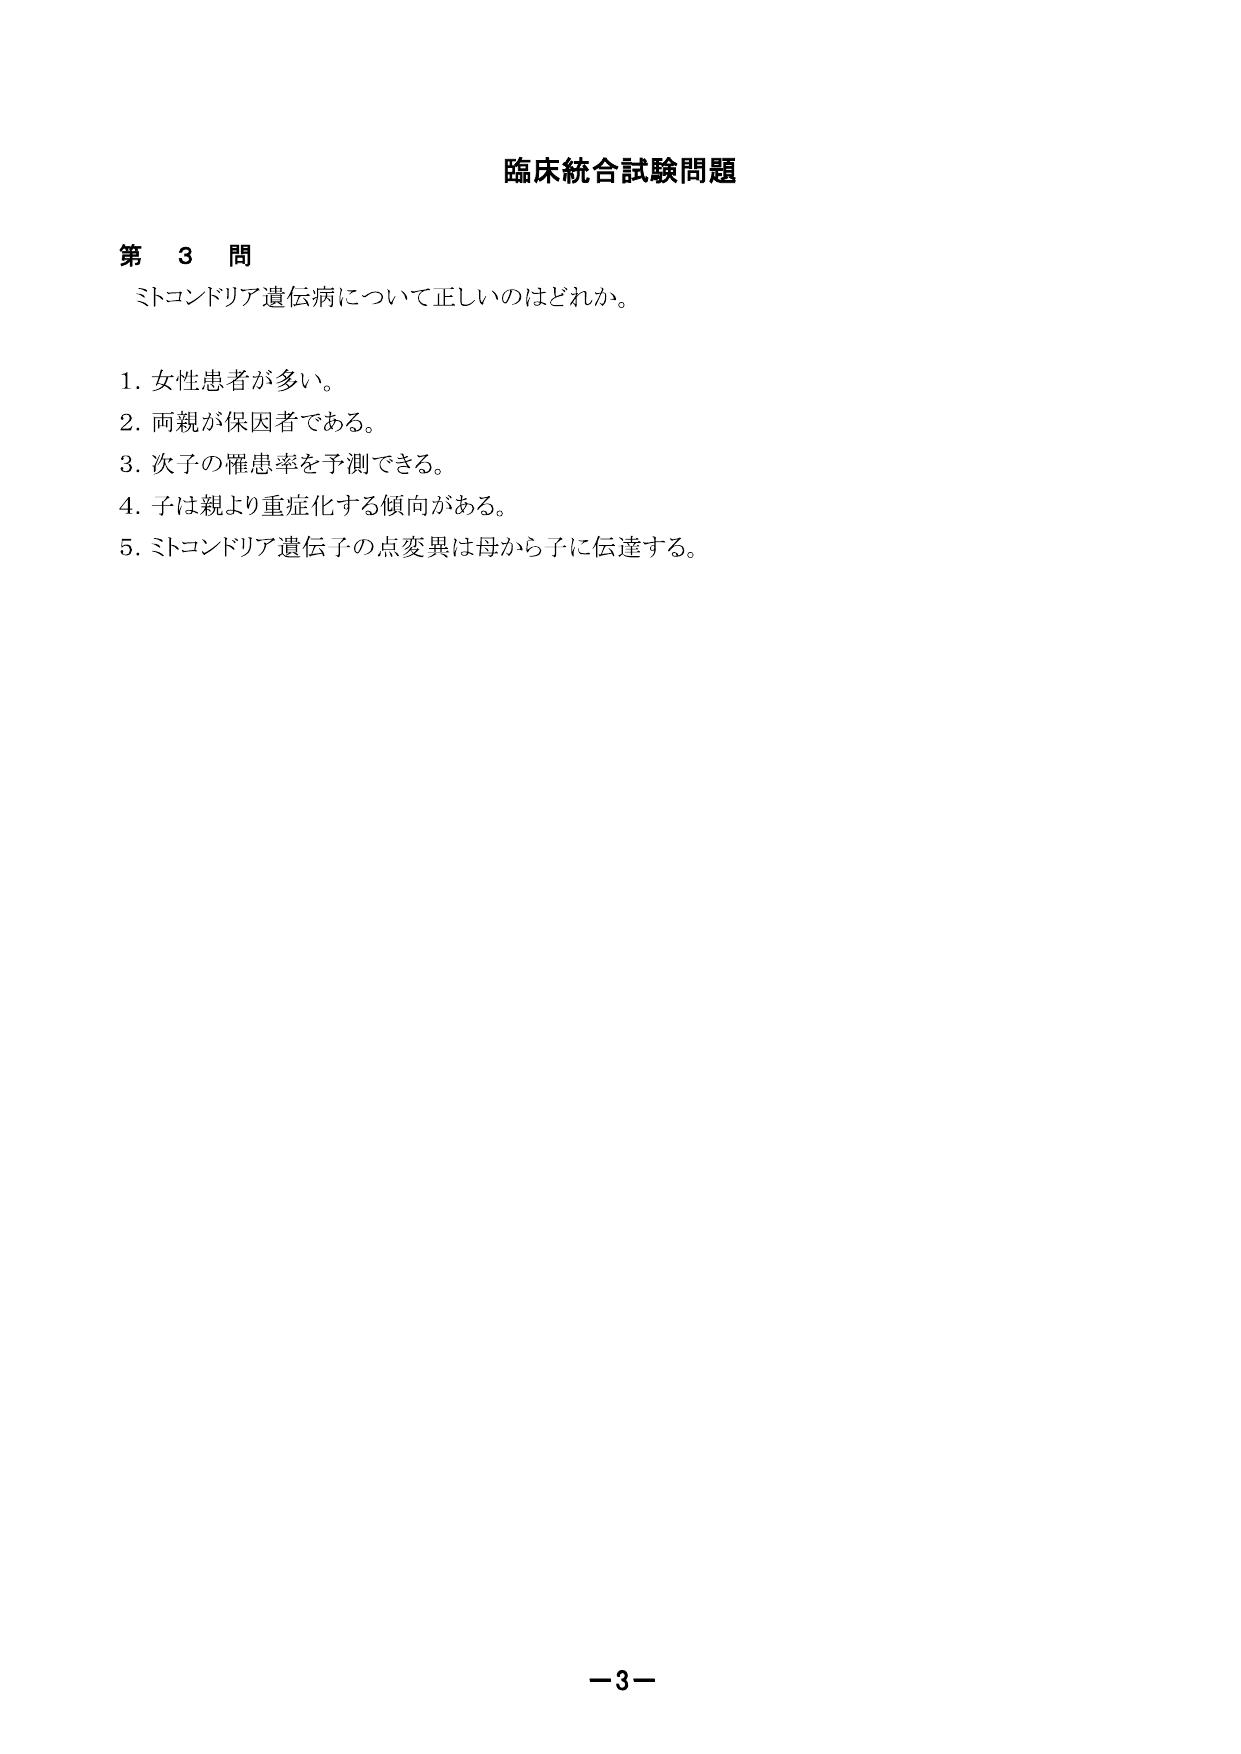 臨床統合試験問題
第 3 問
ミトコンドリア遺伝病について正しいのはどれか。
1. 女性患者が多い。
2. 両親が保因者である。
3. 次子の罹患率を予測できる。
4. 子は親より重症化する傾向がある。
5. ミトコンドリア遺伝子の点変異は母から子に伝達する。
－3－